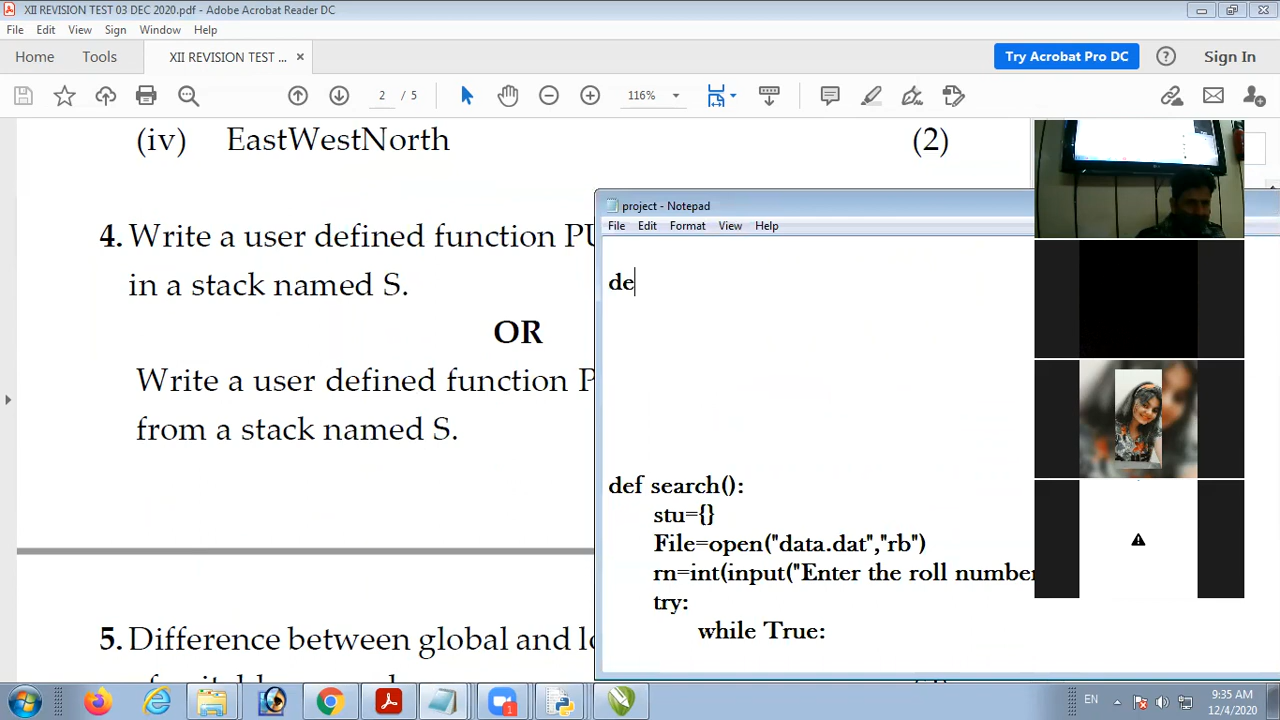 XII REVISION TEST 03 DEC 2020.pdf - Adobe Acrobat Reader DC
File Edit View Sign Window Help
Home Tools XII REVISION TEST ... × Try Acrobat Pro DC ? Sign In
2 / 5 116%
(iv) EastWestNorth (2)
4. Write a user defined function PU
in a stack named S.
OR
Write a user defined function P
from a stack named S.
5. Difference between global and lo
project - Notepad
File Edit Format View Help
de
def search():
stu={}
File=open("data.dat","rb")
rn=int(input("Enter the roll number
try:
while True:
EN 9:35 AM
12/4/2020